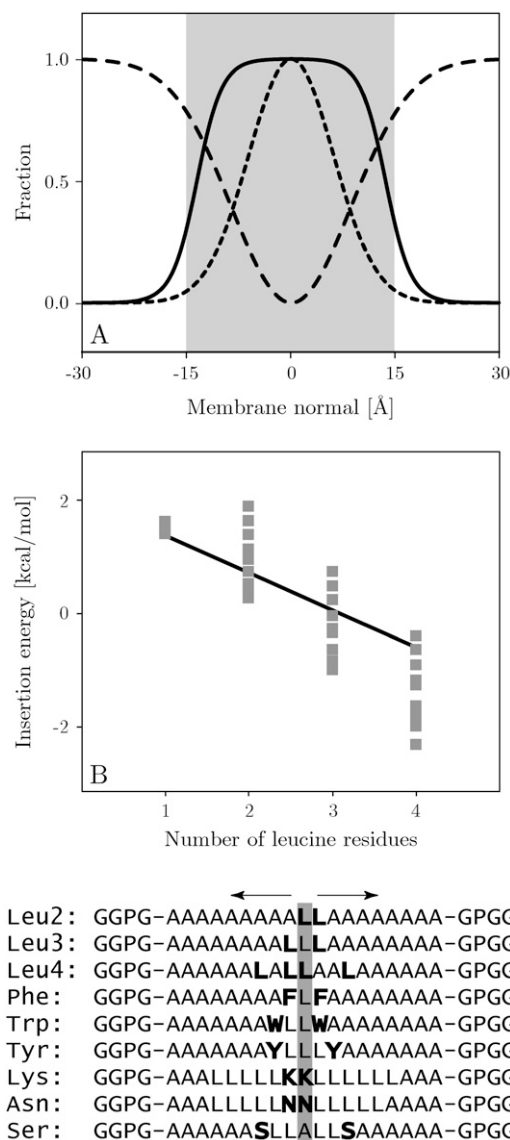 1.0
0.5
0.0
Fraction
A
-30 -15 0 15 30
Membrane normal [Å]
2
0
-2
Insertion energy [kcal/mol]
B
1 2 3 4
Number of leucine residues
Leu2: GGPG-AAAAAAAAALLAAAAAAAA-GPGG
Leu3: GGPG-AAAAAAAALLLAAAAAAAA-GPGG
Leu4: GGPG-AAAAAALALLAALAAAAAA-GPGG
Phe: GGPG-AAAAAAAAFLFAAAAAAAA-GPGG
Trp: GGPG-AAAAAAAWLLWAAAAAAAA-GPGG
Tyr: GGPG-AAAAAAAYLLLYAAAAAAA-GPGG
Lys: GGPG-AAALLLLLKKLLLLLLAAA-GPGG
Asn: GGPG-AAALLLLLNNLLLLLLAAA-GPGG
Ser: GGPG-AAAAAASLLALLSAAAAAA-GPGG